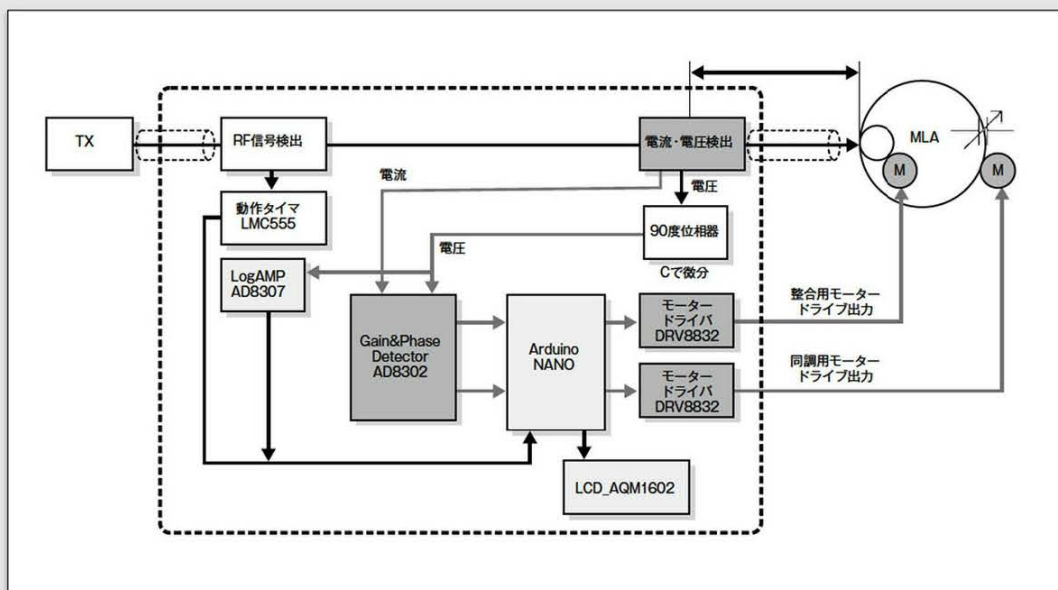 TX
RF信号検出
電流・電圧検出
MLA
M
M
電流
電圧
動作タイマ
LMC555
90度位相器
電圧
Cで微分
LogAMP
AD8307
Gain&Phase
Detector
AD8302
Arduino
NANO
モーター
ドライバ
DRV8832
整合用モーター
ドライブ出力
モーター
ドライバ
DRV8832
同調用モーター
ドライブ出力
LCD_AQM1602